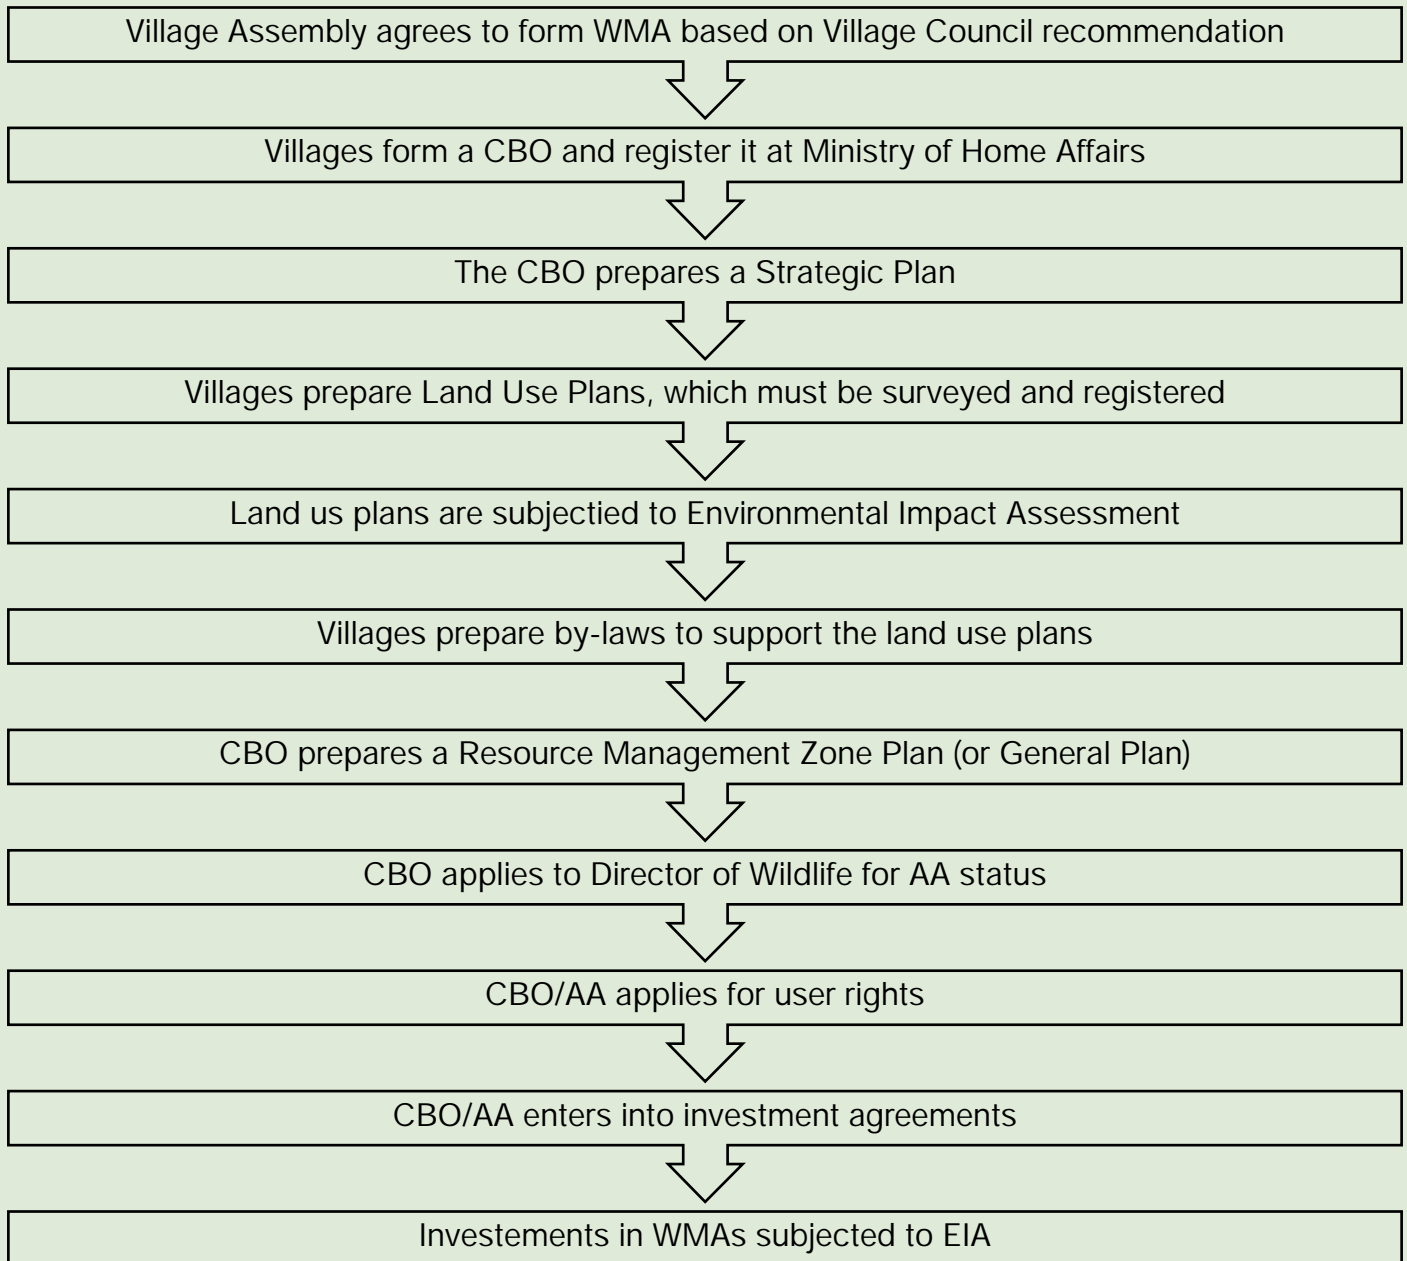 Village Assembly agrees to form WMA based on Village Council recommendation
Villages form a CBO and register it at Ministry of Home Affairs
The CBO prepares a Strategic Plan
Villages prepare Land Use Plans, which must be surveyed and registered
Land us plans are subjectied to Environmental Impact Assessment
Villages prepare by-laws to support the land use plans
CBO prepares a Resource Management Zone Plan (or General Plan)
CBO applies to Director of Wildlife for AA status
CBO/AA applies for user rights
CBO/AA enters into investment agreements
Investements in WMAs subjected to EIA